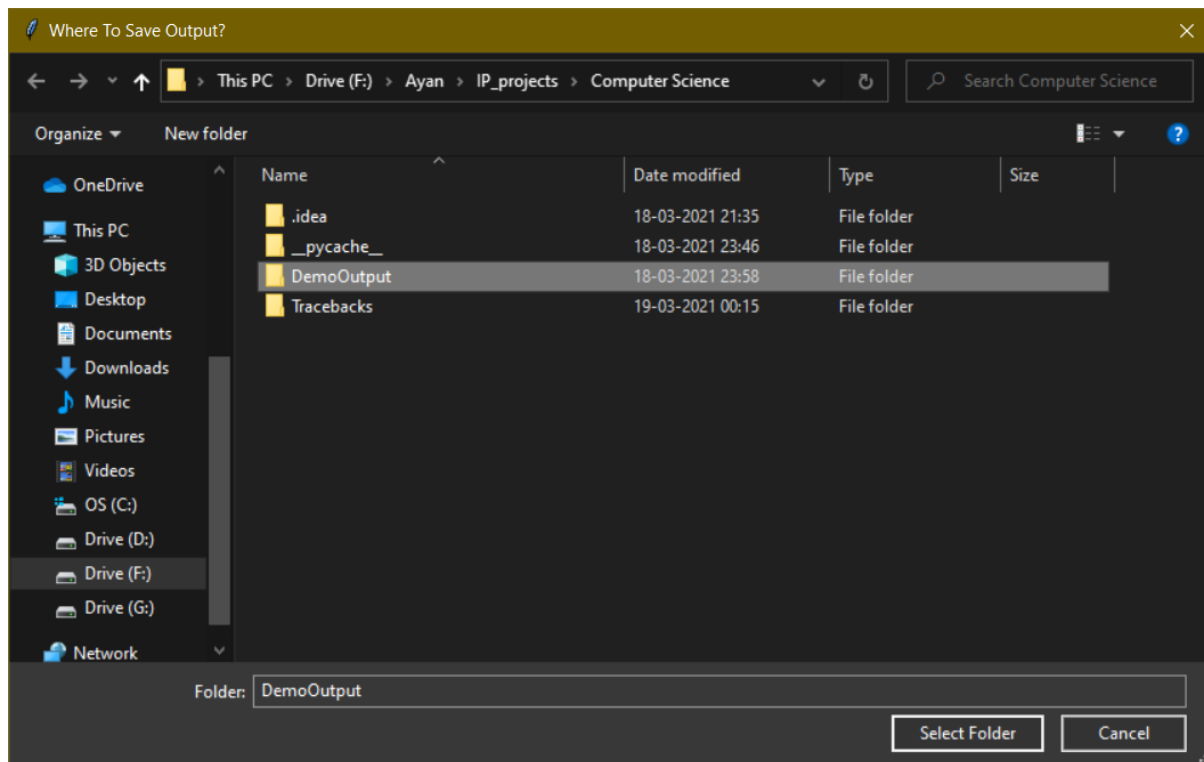 Where To Save Output?
This PC > Drive (F:) > Ayan > IP_projects > Computer Science
Search Computer Science
Organize
New folder
Name Date modified Type Size
OneDrive
This PC
3D Objects
Desktop
Documents
Downloads
Music
Pictures
Videos
OS (C:)
Drive (D:)
Drive (F:)
Drive (G:)
Network
.idea 18-03-2021 21:35 File folder
__pycache__ 18-03-2021 23:46 File folder
DemoOutput 18-03-2021 23:58 File folder
Tracebacks 19-03-2021 00:15 File folder
Folder: DemoOutput
Select Folder Cancel